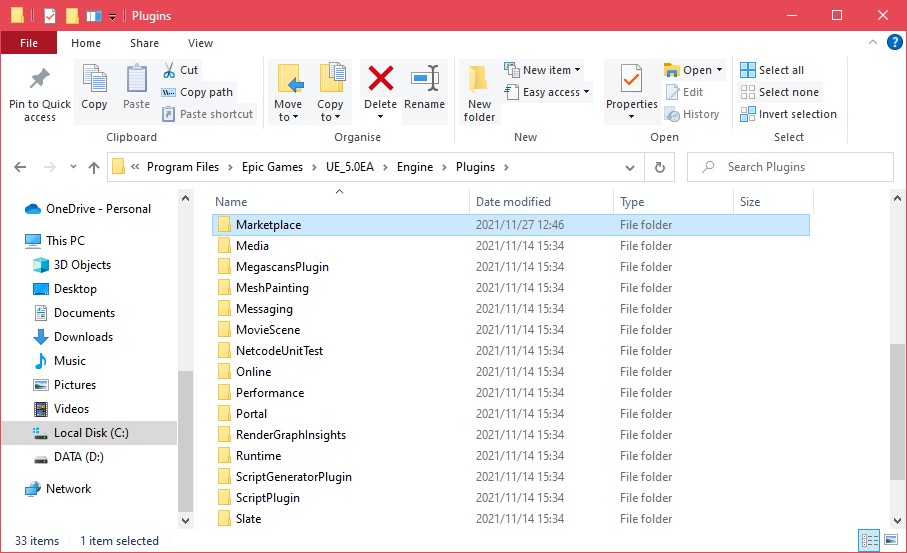 Plugins
File Home Share View
Pin to Quick access
Copy
Paste
Cut
Copy path
Paste shortcut
Clipboard
Move to
Copy to
Delete
Rename
Organise
New folder
New item
Easy access
New
Properties
Open
Edit
History
Open
Select all
Select none
Invert selection
Select
« Program Files > Epic Games > UE_5.0EA > Engine > Plugins >
Search Plugins
OneDrive - Personal
This PC
3D Objects
Desktop
Documents
Downloads
Music
Pictures
Videos
Local Disk (C:)
DATA (D:)
Network
Name Date modified Type Size
Marketplace 2021/11/27 12:46 File folder
Media 2021/11/14 15:34 File folder
MegascansPlugin 2021/11/14 15:34 File folder
MeshPainting 2021/11/14 15:34 File folder
Messaging 2021/11/14 15:34 File folder
MovieScene 2021/11/14 15:34 File folder
NetcodeUnitTest 2021/11/14 15:34 File folder
Online 2021/11/14 15:34 File folder
Performance 2021/11/14 15:34 File folder
Portal 2021/11/14 15:34 File folder
RenderGraphInsights 2021/11/14 15:34 File folder
Runtime 2021/11/14 15:34 File folder
ScriptGeneratorPlugin 2021/11/14 15:34 File folder
ScriptPlugin 2021/11/14 15:34 File folder
Slate 2021/11/14 15:34 File folder
33 items 1 item selected